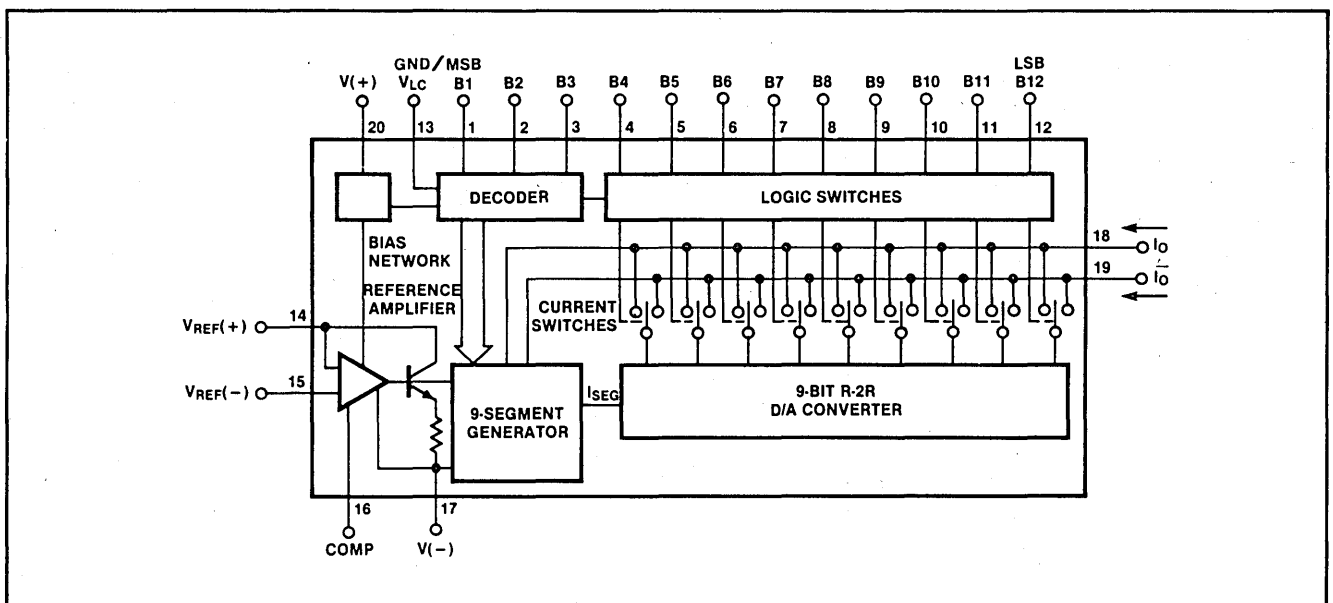 GND/MSB
LSB
V(+) VLC B1 B2 B3 B4 B5 B6 B7 B8 B9 B10 B11 B12
20 13 1 2 3 4 5 6 7 8 9 10 11 12
DECODER
LOGIC SWITCHES
18
IO
BIAS
NETWORK
19
I̅O̅
REFERENCE
AMPLIFIER
CURRENT
SWITCHES
14
VREF(+)
15
VREF(−)
9-SEGMENT
GENERATOR
ISEG
9-BIT R-2R
D/A CONVERTER
16
COMP
17
V(−)